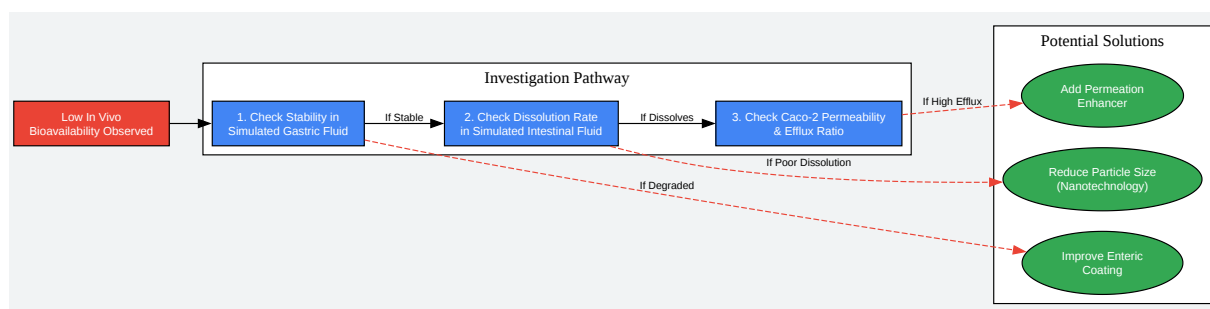 Low In Vivo
Bioavailability Observed
Investigation Pathway
1. Check Stability in
Simulated Gastric Fluid
If Stable
2. Check Dissolution Rate
in Simulated Intestinal Fluid
If Dissolves
3. Check Caco-2 Permeability
& Efflux Ratio
If High Efflux
If Poor Dissolution
If Degraded
Potential Solutions
Add Permeation
Enhancer
Reduce Particle Size
(Nanotechnology)
Improve Enteric
Coating